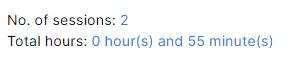 No. of sessions: 2
Total hours: 0 hour(s) and 55 minute(s)